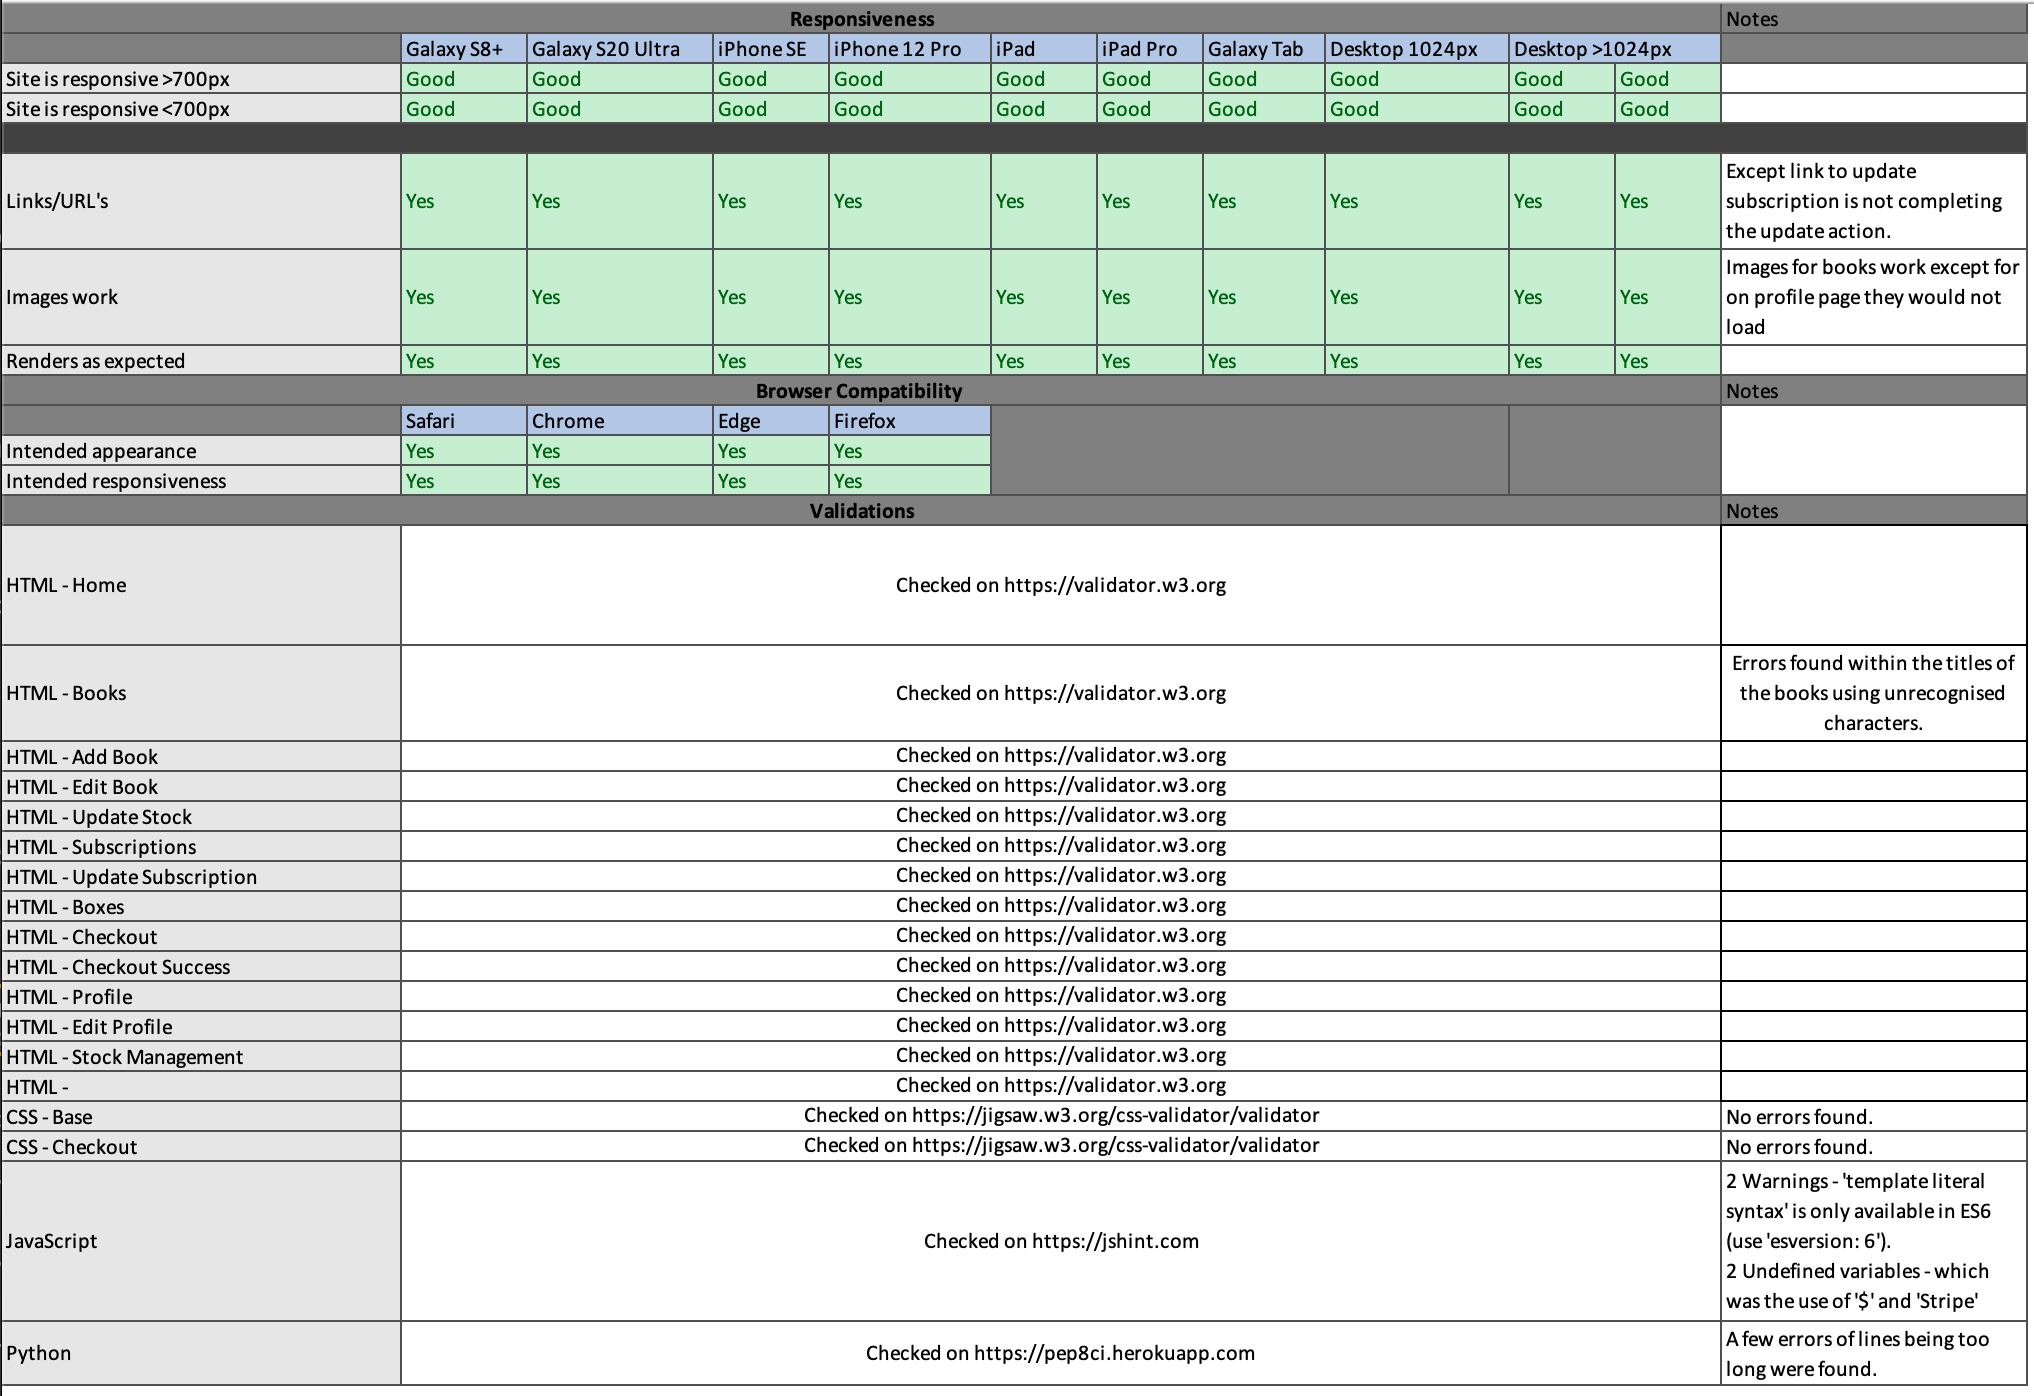 Responsiveness Notes
Galaxy S8+ Galaxy S20 Ultra iPhone SE iPhone 12 Pro iPad iPad Pro Galaxy Tab Desktop 1024px Desktop >1024px
Site is responsive >700px Good Good Good Good Good Good Good Good Good Good
Site is responsive <700px Good Good Good Good Good Good Good Good Good Good
Links/URL's Yes Yes Yes Yes Yes Yes Yes Yes Yes Yes
Except link to update
subscription is not completing
the update action.
Images work Yes Yes Yes Yes Yes Yes Yes Yes Yes Yes
Images for books work except for
on profile page they would not
load
Renders as expected Yes Yes Yes Yes Yes Yes Yes Yes Yes Yes
Browser Compatibility Notes
Safari Chrome Edge Firefox
Intended appearance Yes Yes Yes Yes
Intended responsiveness Yes Yes Yes Yes
Validations Notes
HTML - Home Checked on https://validator.w3.org
HTML - Books Checked on https://validator.w3.org
Errors found within the titles of
the books using unrecognised
characters.
HTML - Add Book Checked on https://validator.w3.org
HTML - Edit Book Checked on https://validator.w3.org
HTML - Update Stock Checked on https://validator.w3.org
HTML - Subscriptions Checked on https://validator.w3.org
HTML - Update Subscription Checked on https://validator.w3.org
HTML - Boxes Checked on https://validator.w3.org
HTML - Checkout Checked on https://validator.w3.org
HTML - Checkout Success Checked on https://validator.w3.org
HTML - Profile Checked on https://validator.w3.org
HTML - Edit Profile Checked on https://validator.w3.org
HTML - Stock Management Checked on https://validator.w3.org
HTML - Checked on https://validator.w3.org
CSS - Base Checked on https://jigsaw.w3.org/css-validator/validator No errors found.
CSS - Checkout Checked on https://jigsaw.w3.org/css-validator/validator No errors found.
JavaScript Checked on https://jshint.com
2 Warnings - 'template literal
syntax' is only available in ES6
(use 'esversion: 6').
2 Undefined variables - which
was the use of '$' and 'Stripe'
Python Checked on https://pep8ci.herokuapp.com
A few errors of lines being too
long were found.